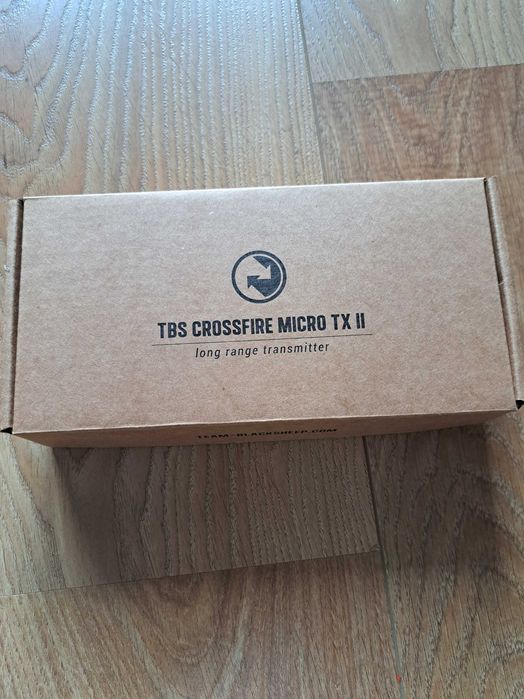 TBS CROSSFIRE MICRO TX II
long range transmitter
TEAM-BLACKSHEEP.COM